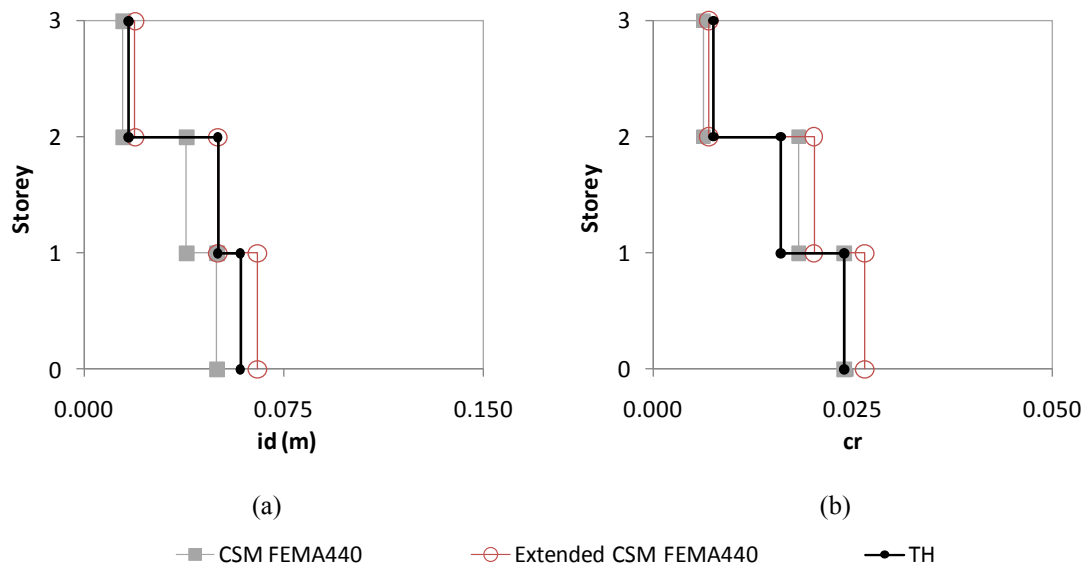 3
2
1
0
Storey
0.000 0.075 0.150
id (m)
(a)
3
2
1
0
Storey
0.000 0.025 0.050
cr
(b)
CSM FEMA440 Extended CSM FEMA440 TH